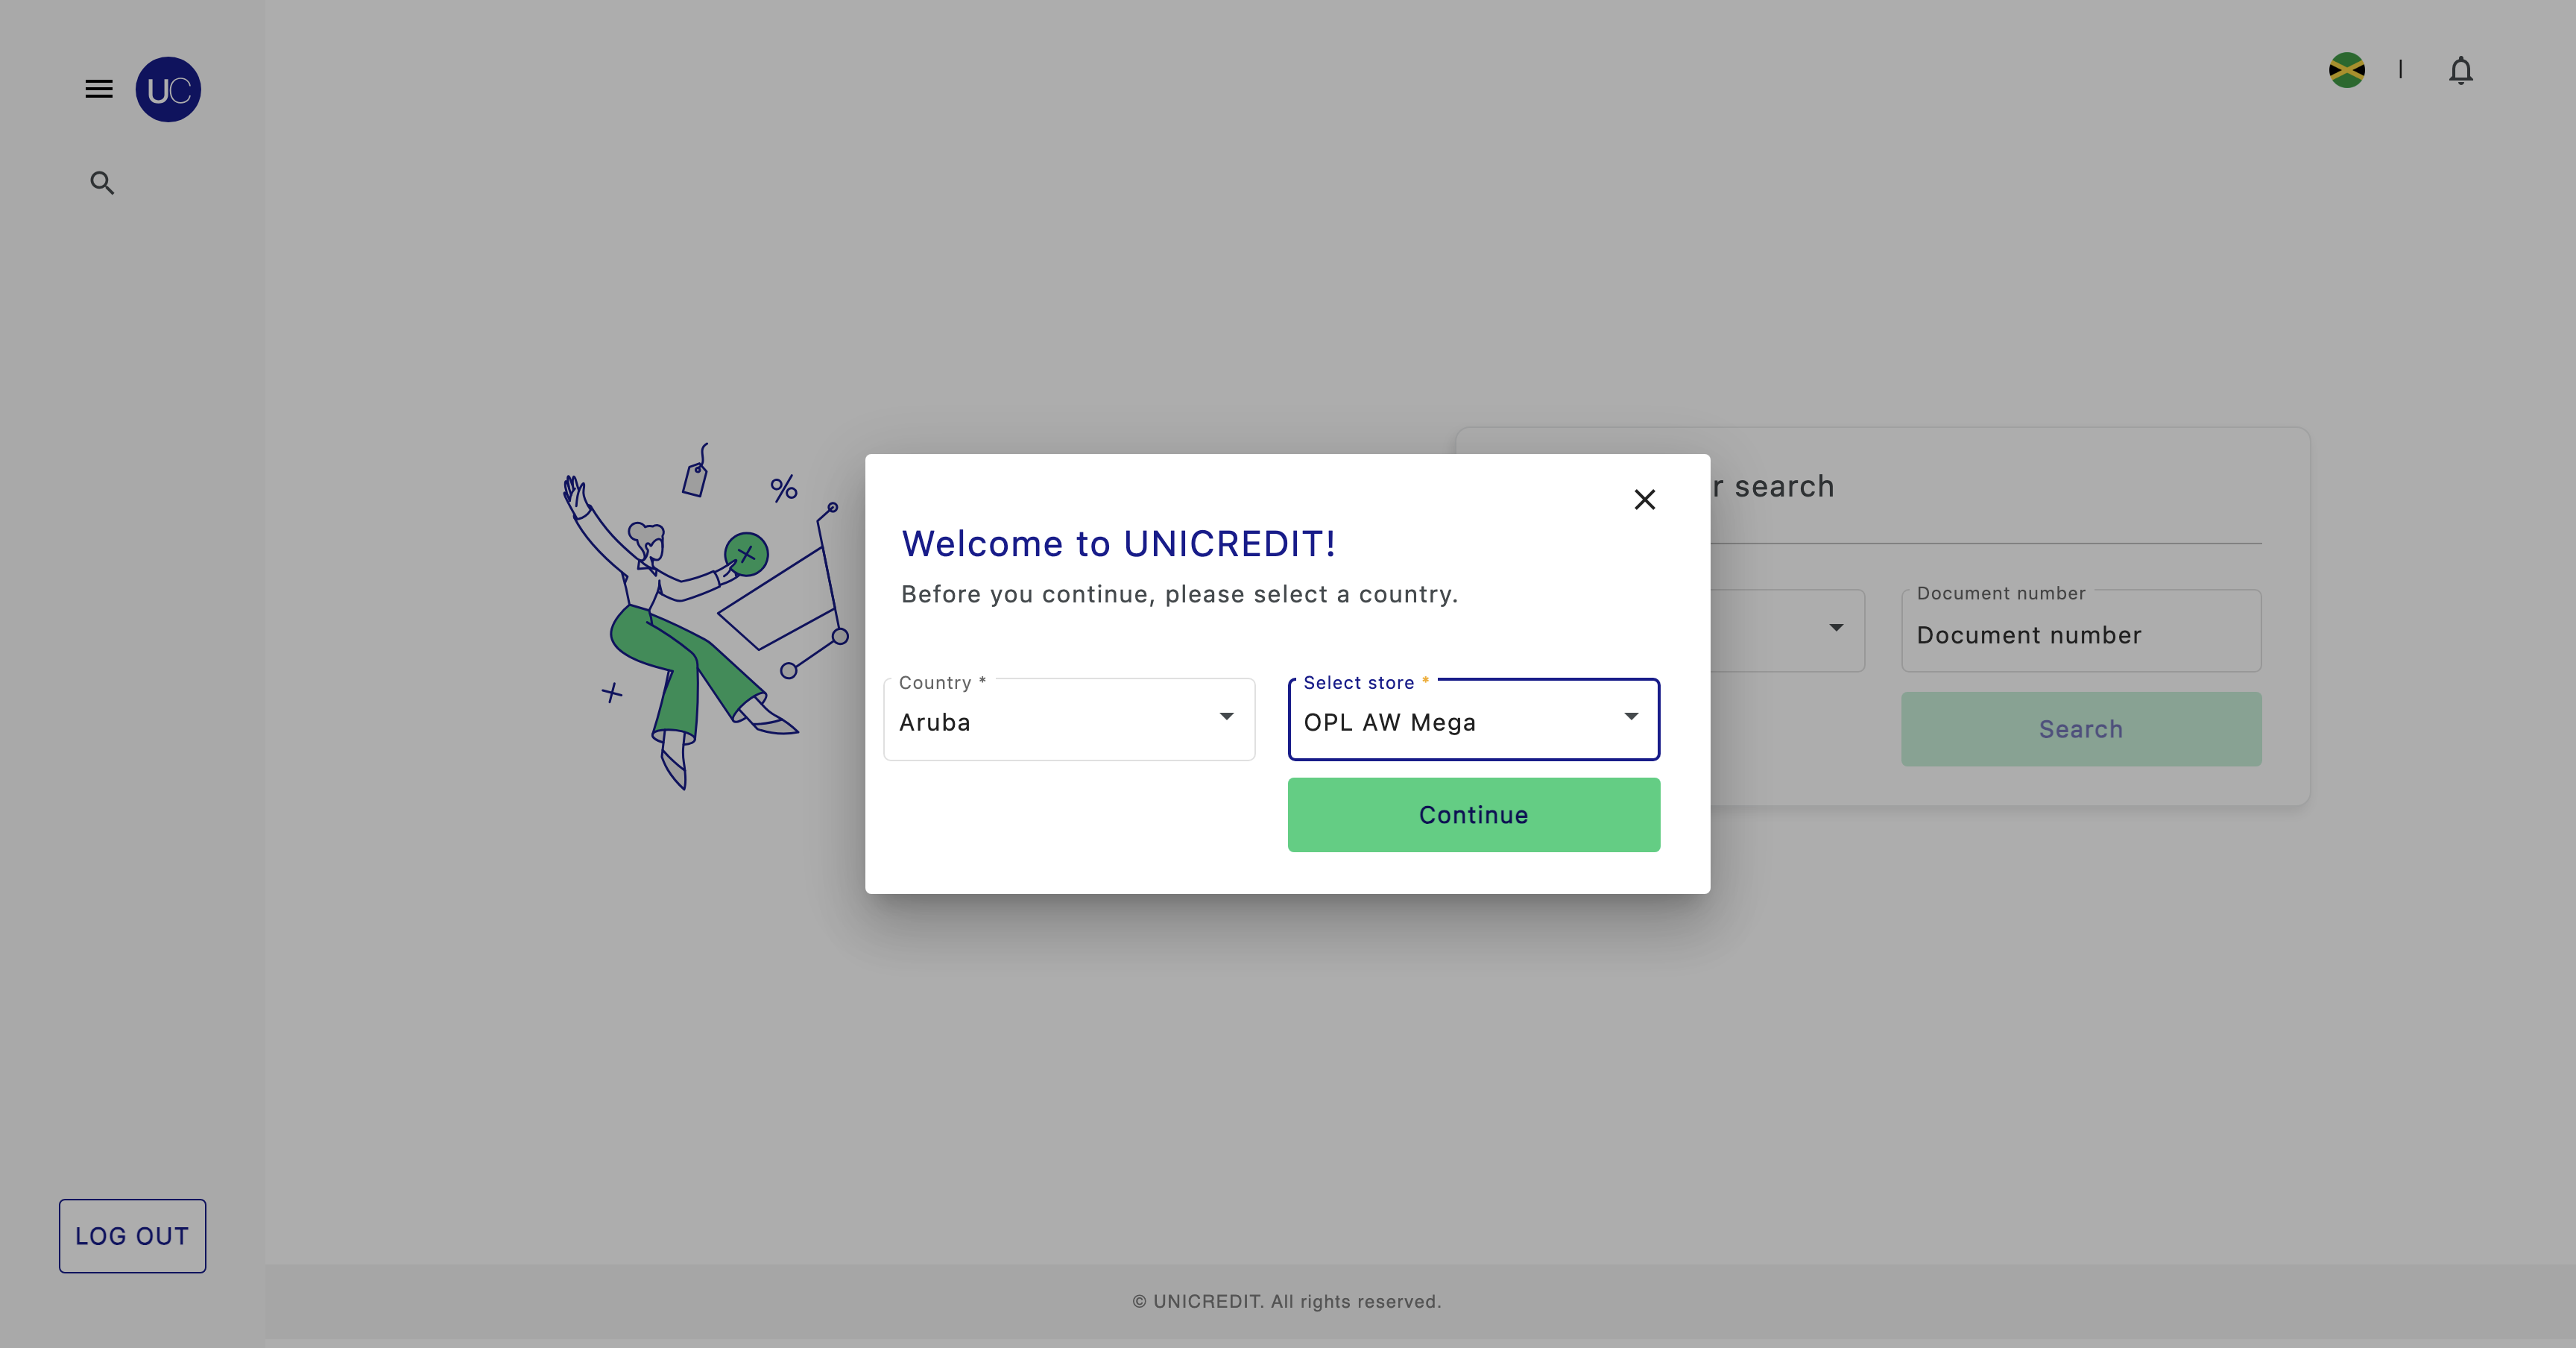 UC
Welcome to UNICREDIT!
Before you continue, please select a country.
Country *
Aruba
Select store *
OPL AW Mega
Continue
r search
Document number
Document number
Search
%
LOG OUT
© UNICREDIT. All rights reserved.